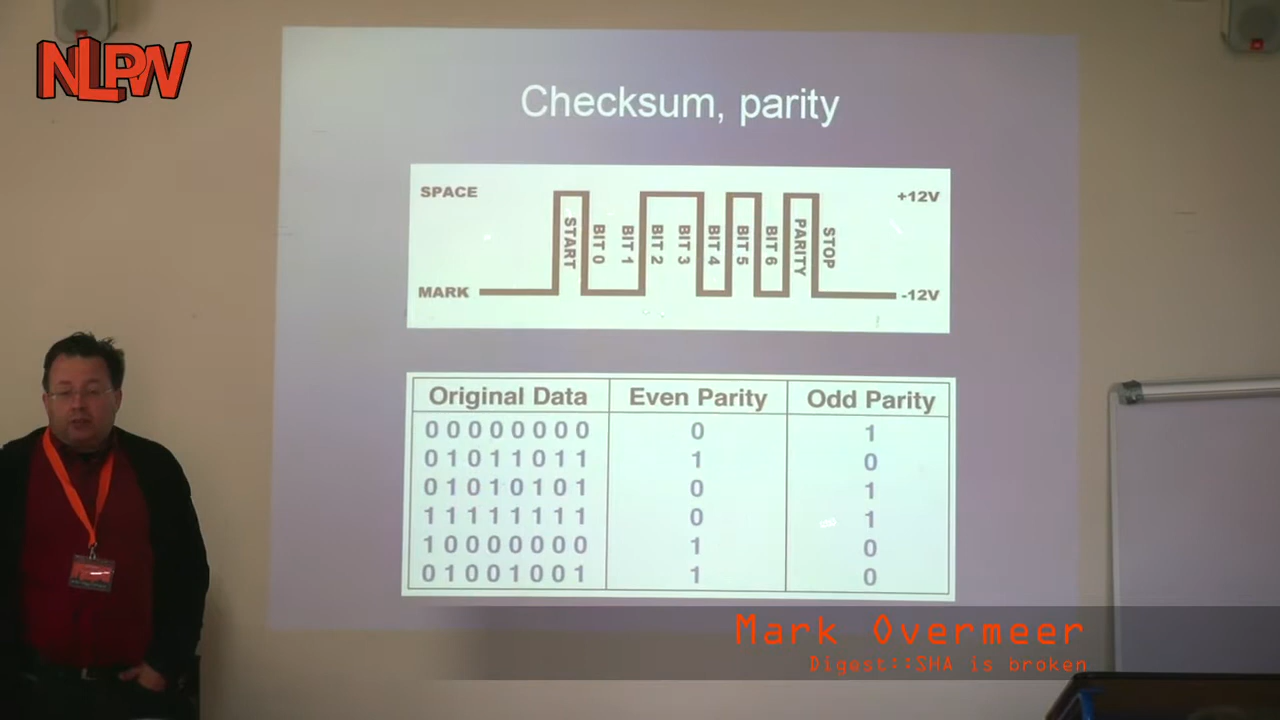 NLPW
Checksum, parity
SPACE
+12V
START
BIT 0
BIT 1
BIT 2
BIT 3
BIT 4
BIT 5
BIT 6
PARITY
STOP
MARK
-12V
Original Data Even Parity Odd Parity
0 0 0 0 0 0 0 0 0 1
0 1 0 1 1 0 1 1 1 0
0 1 0 1 0 1 0 1 0 1
1 1 1 1 1 1 1 1 0 1
1 0 0 0 0 0 0 0 1 0
0 1 0 0 1 0 0 1 1 0
Mark Overmeer
Digest::SHA is broken